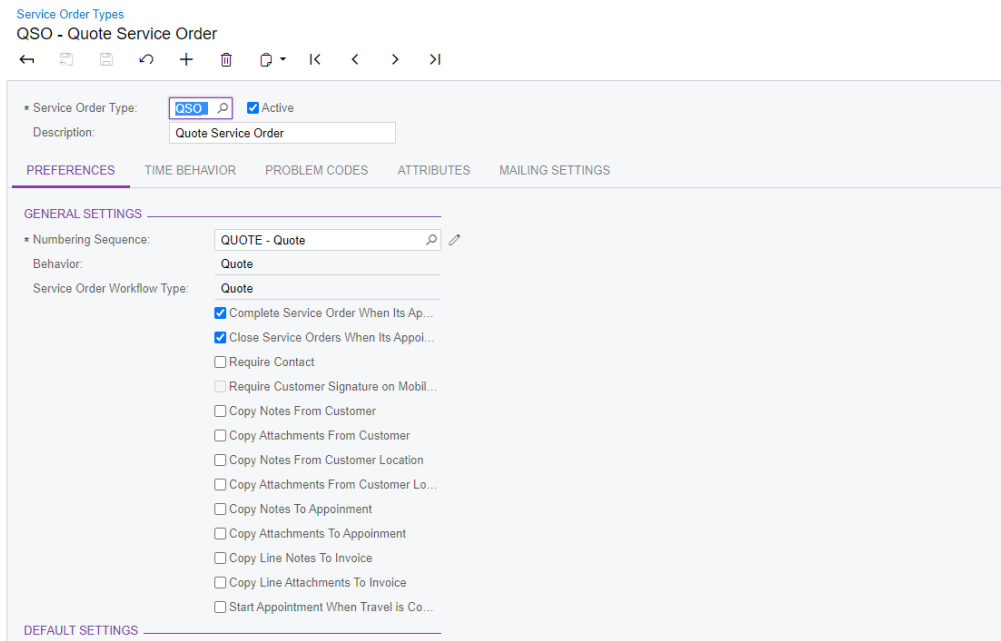 Service Order Types
QSO - Quote Service Order
* Service Order Type: QSO Active
Description: Quote Service Order
PREFERENCES TIME BEHAVIOR PROBLEM CODES ATTRIBUTES MAILING SETTINGS
GENERAL SETTINGS
* Numbering Sequence: QUOTE - Quote
Behavior: Quote
Service Order Workflow Type: Quote
Complete Service Order When Its Ap...
Close Service Orders When Its Appoi...
Require Contact
Require Customer Signature on Mobil...
Copy Notes From Customer
Copy Attachments From Customer
Copy Notes From Customer Location
Copy Attachments From Customer Lo...
Copy Notes To Appoinment
Copy Attachments To Appoinment
Copy Line Notes To Invoice
Copy Line Attachments To Invoice
Start Appointment When Travel is Co...
DEFAULT SETTINGS